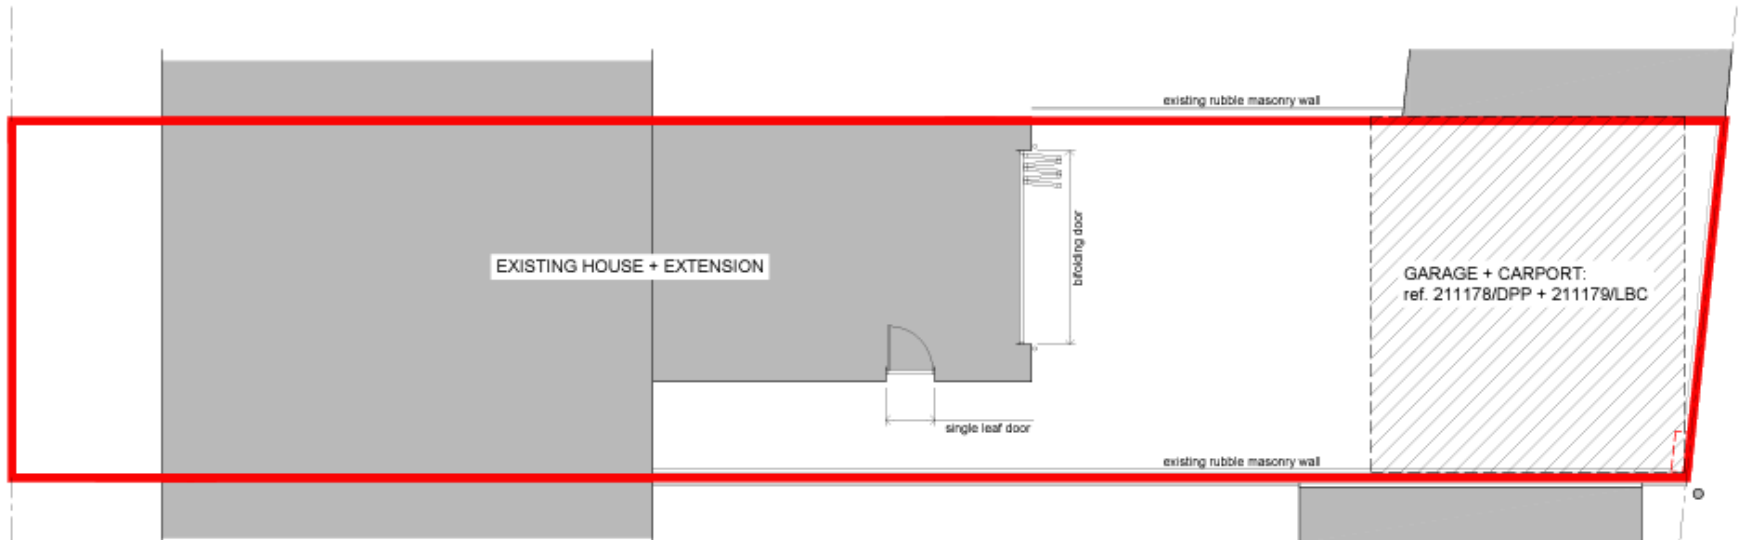 existing rubble masonry wall
bifolding door
EXISTING HOUSE + EXTENSION
GARAGE + CARPORT:
ref. 211178/DPP + 211179/LBC
single leaf door
existing rubble masonry wall